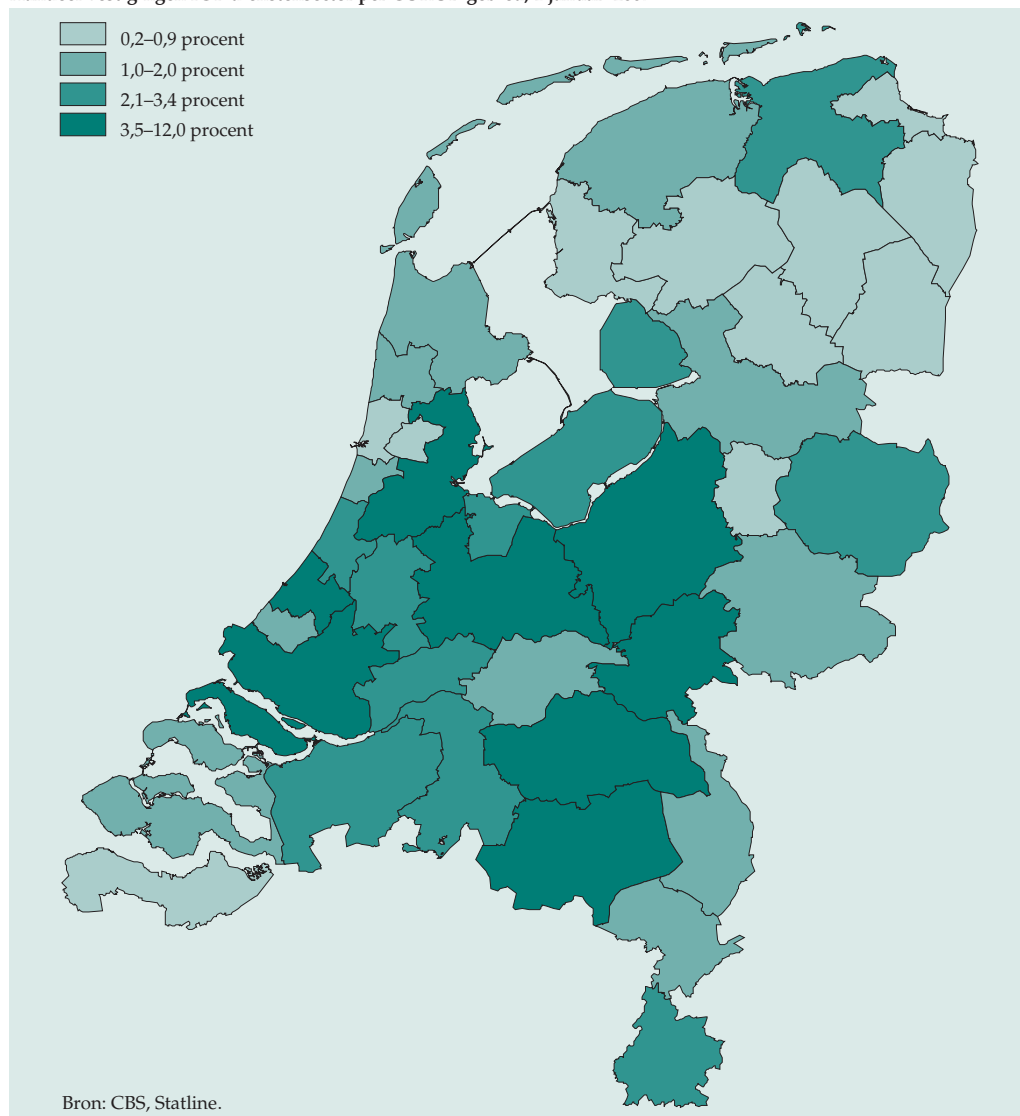 0,2–0,9 procent
1,0–2,0 procent
2,1–3,4 procent
3,5–12,0 procent
Bron: CBS, Statline.